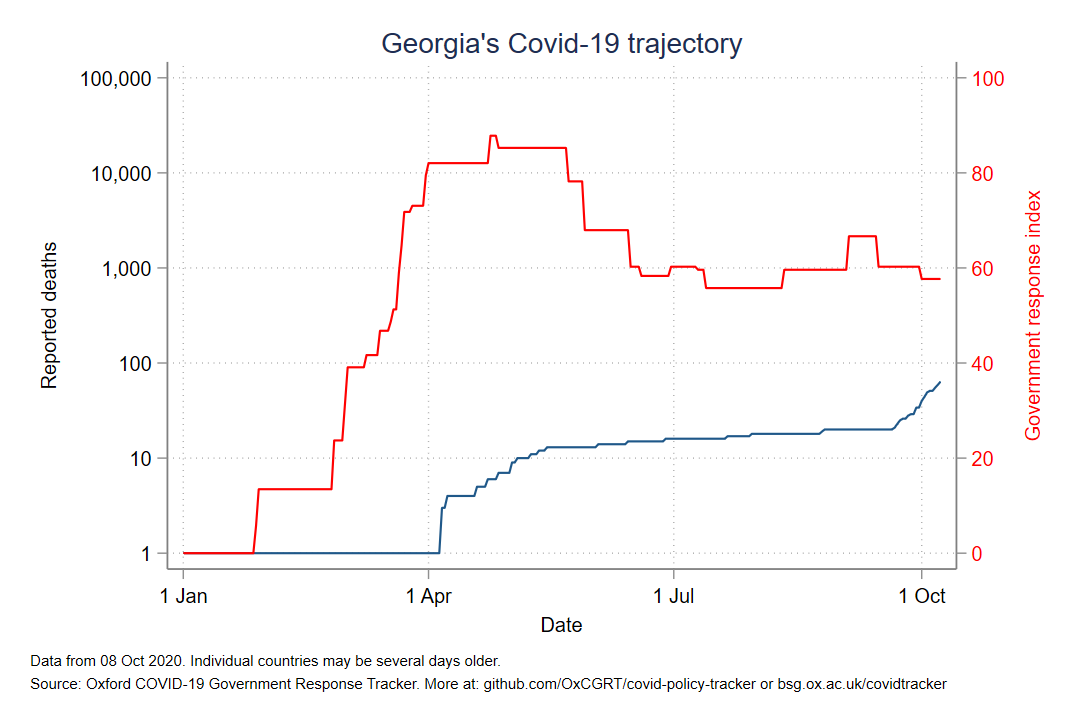 Georgia's Covid-19 trajectory
100,000
10,000
1,000
100
10
1
Reported deaths
100
80
60
40
20
0
Government response index
1 Jan
1 Apr
1 Jul
1 Oct
Date
Data from 08 Oct 2020. Individual countries may be several days older.
Source: Oxford COVID-19 Government Response Tracker. More at: github.com/OxCGRT/covid-policy-tracker or bsg.ox.ac.uk/covidtracker